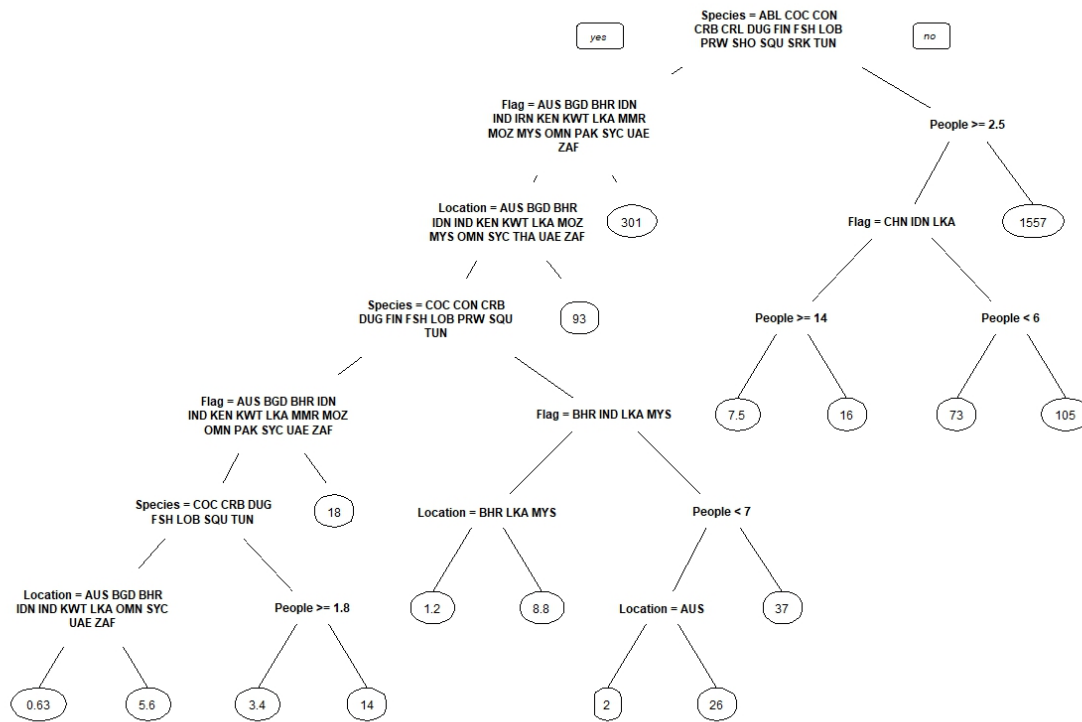 Species = ABL COC CON
CRB CRL DUG FIN FSH LOB
PRW SHO SQU SRK TUN
yes
no
Flag = AUS BGD BHR IDN
IND IRN KEN KWT LKA MMR
MOZ MYS OMN PAK SYC UAE
ZAF
People >= 2.5
Location = AUS BGD BHR
IDN IND KEN KWT LKA MOZ
MYS OMN SYC THA UAE ZAF
301
Flag = CHN IDN LKA
1557
Species = COC CON CRB
DUG FIN FSH LOB PRW SQU
TUN
93
People >= 14
People < 6
Flag = AUS BGD BHR IDN
IND KEN KWT LKA MMR MOZ
OMN PAK SYC UAE ZAF
Flag = BHR IND LKA MYS
7.5
16
73
105
Species = COC CRB DUG
FSH LOB SQU TUN
18
Location = BHR LKA MYS
People < 7
Location = AUS BGD BHR
IDN IND KWT LKA OMN SYC
UAE ZAF
People >= 1.8
1.2
8.8
Location = AUS
37
0.63
5.6
3.4
14
2
26